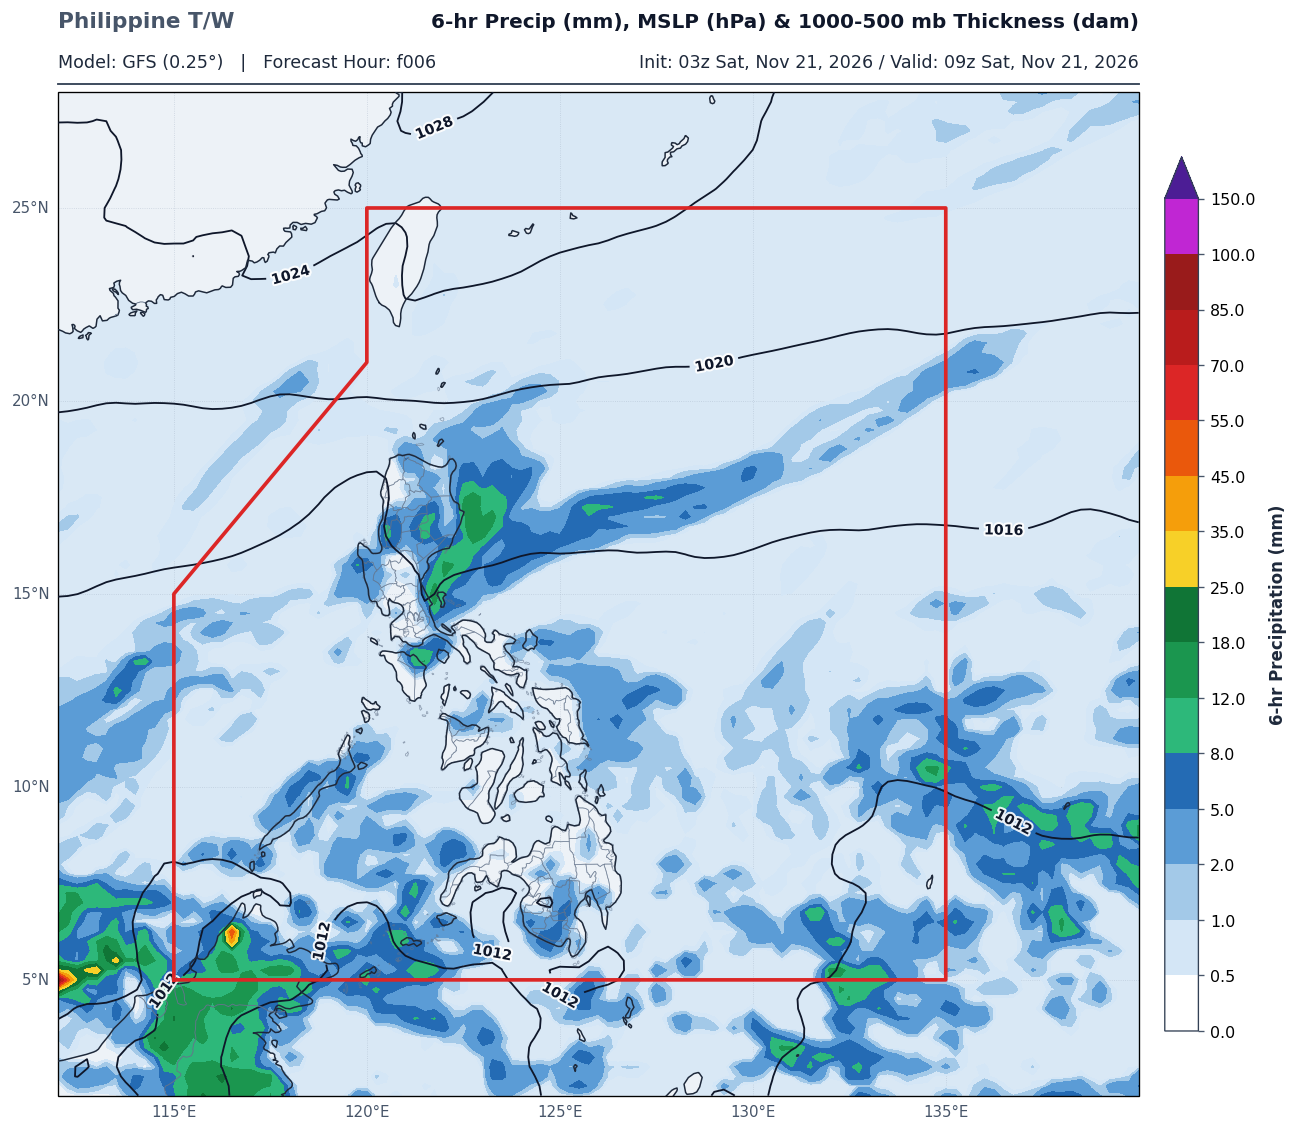 Philippine T/W
6-hr Precip (mm), MSLP (hPa) & 1000-500 mb Thickness (dam)
Model: GFS (0.25°) | Forecast Hour: f006
Init: 03z Sat, Nov 21, 2026 / Valid: 09z Sat, Nov 21, 2026
1028
1024
1020
1016
1012
1012
1012
1012
1012
25°N
20°N
15°N
10°N
5°N
115°E
120°E
125°E
130°E
135°E
150.0
100.0
85.0
70.0
55.0
45.0
35.0
25.0
18.0
12.0
8.0
5.0
2.0
1.0
0.5
0.0
6-hr Precipitation (mm)